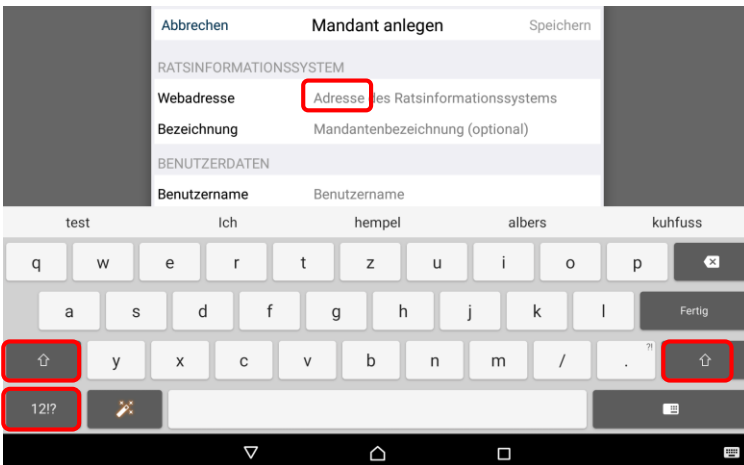 Abbrechen Mandant anlegen Speichern
RATSINFORMATIONSSYSTEM
Webadresse Adresse des Ratsinformationssystems
Bezeichnung Mandantenbezeichnung (optional)
BENUTZERDATEN
Benutzername Benutzername
test Ich hempel albers kuhfuss
q w e r t z u i o p
a s d f g h j k l Fertig
y x c v b n m / . ?!
12!?